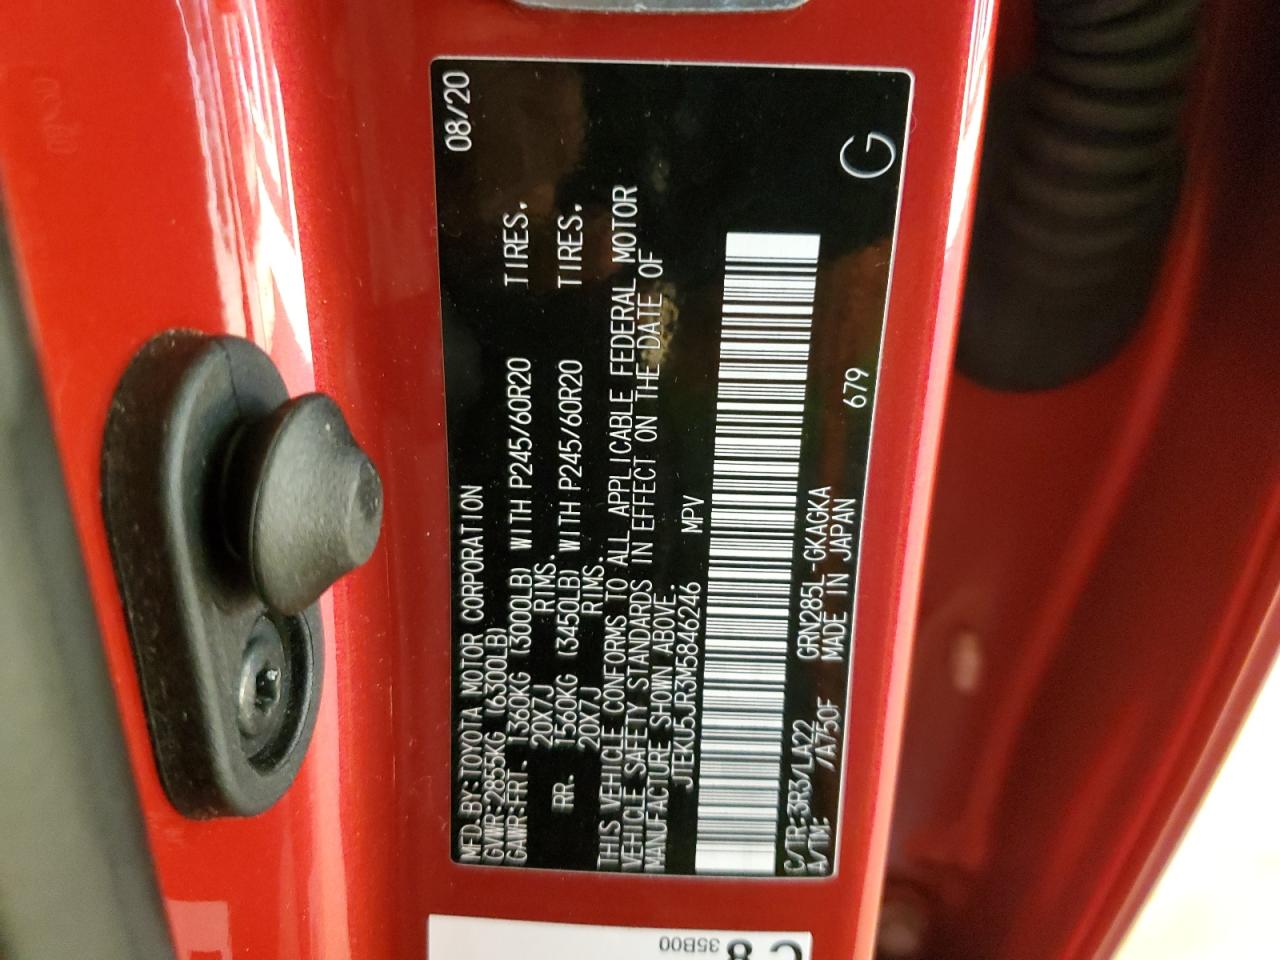 MFD.BY:TOYOTA MOTOR CORPORATION 08/20
GVWR:2855KG (6300LB)
GAWR:FRT. 1360KG (3000LB) WITH P245/60R20 TIRES.
20X7J RIMS.
RR. 1560KG (3450LB) WITH P245/60R20 TIRES.
20X7J RIMS.
THIS VEHICLE CONFORMS TO ALL APPLICABLE FEDERAL MOTOR
VEHICLE SAFETY STANDARDS IN EFFECT ON THE DATE OF
MANUFACTURE SHOWN ABOVE.
JTEKU5JR3M5846246 MPV
C/TR:3R3/LA22 GRN285L-GKAGKA 679
A/TM: /A750F MADE IN JAPAN
G
8
35B00